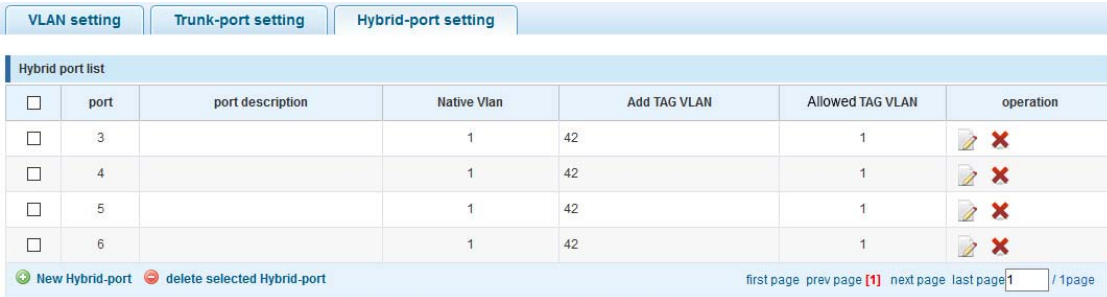 VLAN setting Trunk-port setting Hybrid-port setting
Hybrid port list
port port description Native Vlan Add TAG VLAN Allowed TAG VLAN operation
3 1 42 1
4 1 42 1
5 1 42 1
6 1 42 1
New Hybrid-port delete selected Hybrid-port first page prev page [1] next page last page 1 / 1page